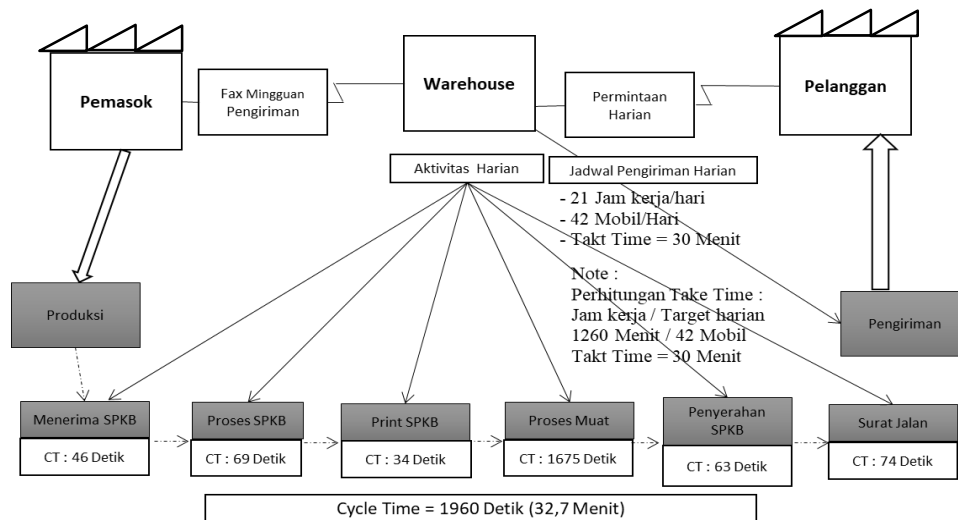 Pemasok
Fax Mingguan
Pengiriman
Warehouse
Permintaan
Harian
Pelanggan
Aktivitas Harian
Jadwal Pengiriman Harian
- 21 Jam kerja/hari
- 42 Mobil/Hari
- Takt Time = 30 Menit
Note :
Perhitungan Take Time :
Jam kerja / Target harian
1260 Menit / 42 Mobil
Takt Time = 30 Menit
Produksi
Pengiriman
Menerima SPKB
CT : 46 Detik
Proses SPKB
CT : 69 Detik
Print SPKB
CT : 34 Detik
Proses Muat
CT : 1675 Detik
Penyerahan
SPKB
CT : 63 Detik
Surat Jalan
CT : 74 Detik
Cycle Time = 1960 Detik (32,7 Menit)